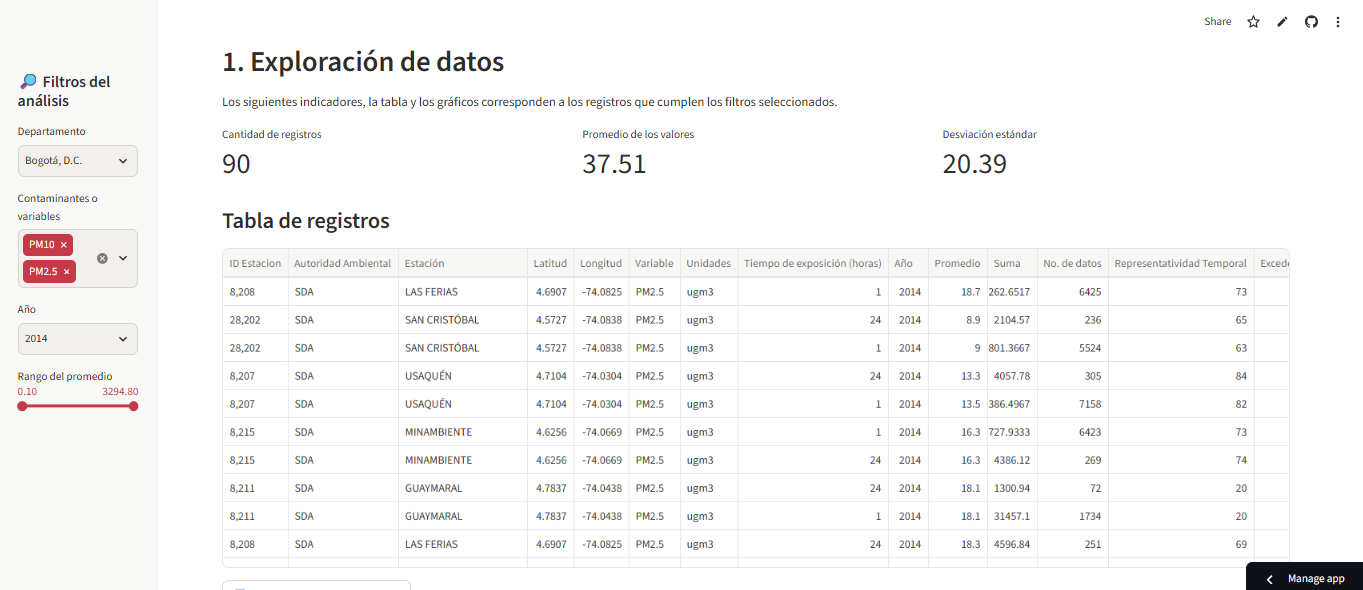 Share
🔎 Filtros del
análisis
Departamento
Bogotá, D.C.
Contaminantes o
variables
PM10 ×
PM2.5 ×
Año
2014
Rango del promedio
0.10 3294.80
1. Exploración de datos
Los siguientes indicadores, la tabla y los gráficos corresponden a los registros que cumplen los filtros seleccionados.
Cantidad de registros Promedio de los valores Desviación estándar
90 37.51 20.39
Tabla de registros
ID Estacion Autoridad Ambiental Estación Latitud Longitud Variable Unidades Tiempo de exposición (horas) Año Promedio Suma No. de datos Representatividad Temporal Excede
8,208 SDA LAS FERIAS 4.6907 -74.0825 PM2.5 ugm3 1 2014 18.7 262.6517 6425 73
28,202 SDA SAN CRISTÓBAL 4.5727 -74.0838 PM2.5 ugm3 24 2014 8.9 2104.57 236 65
28,202 SDA SAN CRISTÓBAL 4.5727 -74.0838 PM2.5 ugm3 1 2014 9 801.3667 5524 63
8,207 SDA USAQUÉN 4.7104 -74.0304 PM2.5 ugm3 24 2014 13.3 4057.78 305 84
8,207 SDA USAQUÉN 4.7104 -74.0304 PM2.5 ugm3 1 2014 13.5 386.4967 7158 82
8,215 SDA MINAMBIENTE 4.6256 -74.0669 PM2.5 ugm3 1 2014 16.3 727.9333 6423 73
8,215 SDA MINAMBIENTE 4.6256 -74.0669 PM2.5 ugm3 24 2014 16.3 4386.12 269 74
8,211 SDA GUAYMARAL 4.7837 -74.0438 PM2.5 ugm3 24 2014 18.1 1300.94 72 20
8,211 SDA GUAYMARAL 4.7837 -74.0438 PM2.5 ugm3 1 2014 18.1 31457.1 1734 20
8,208 SDA LAS FERIAS 4.6907 -74.0825 PM2.5 ugm3 24 2014 18.3 4596.84 251 69
Manage app